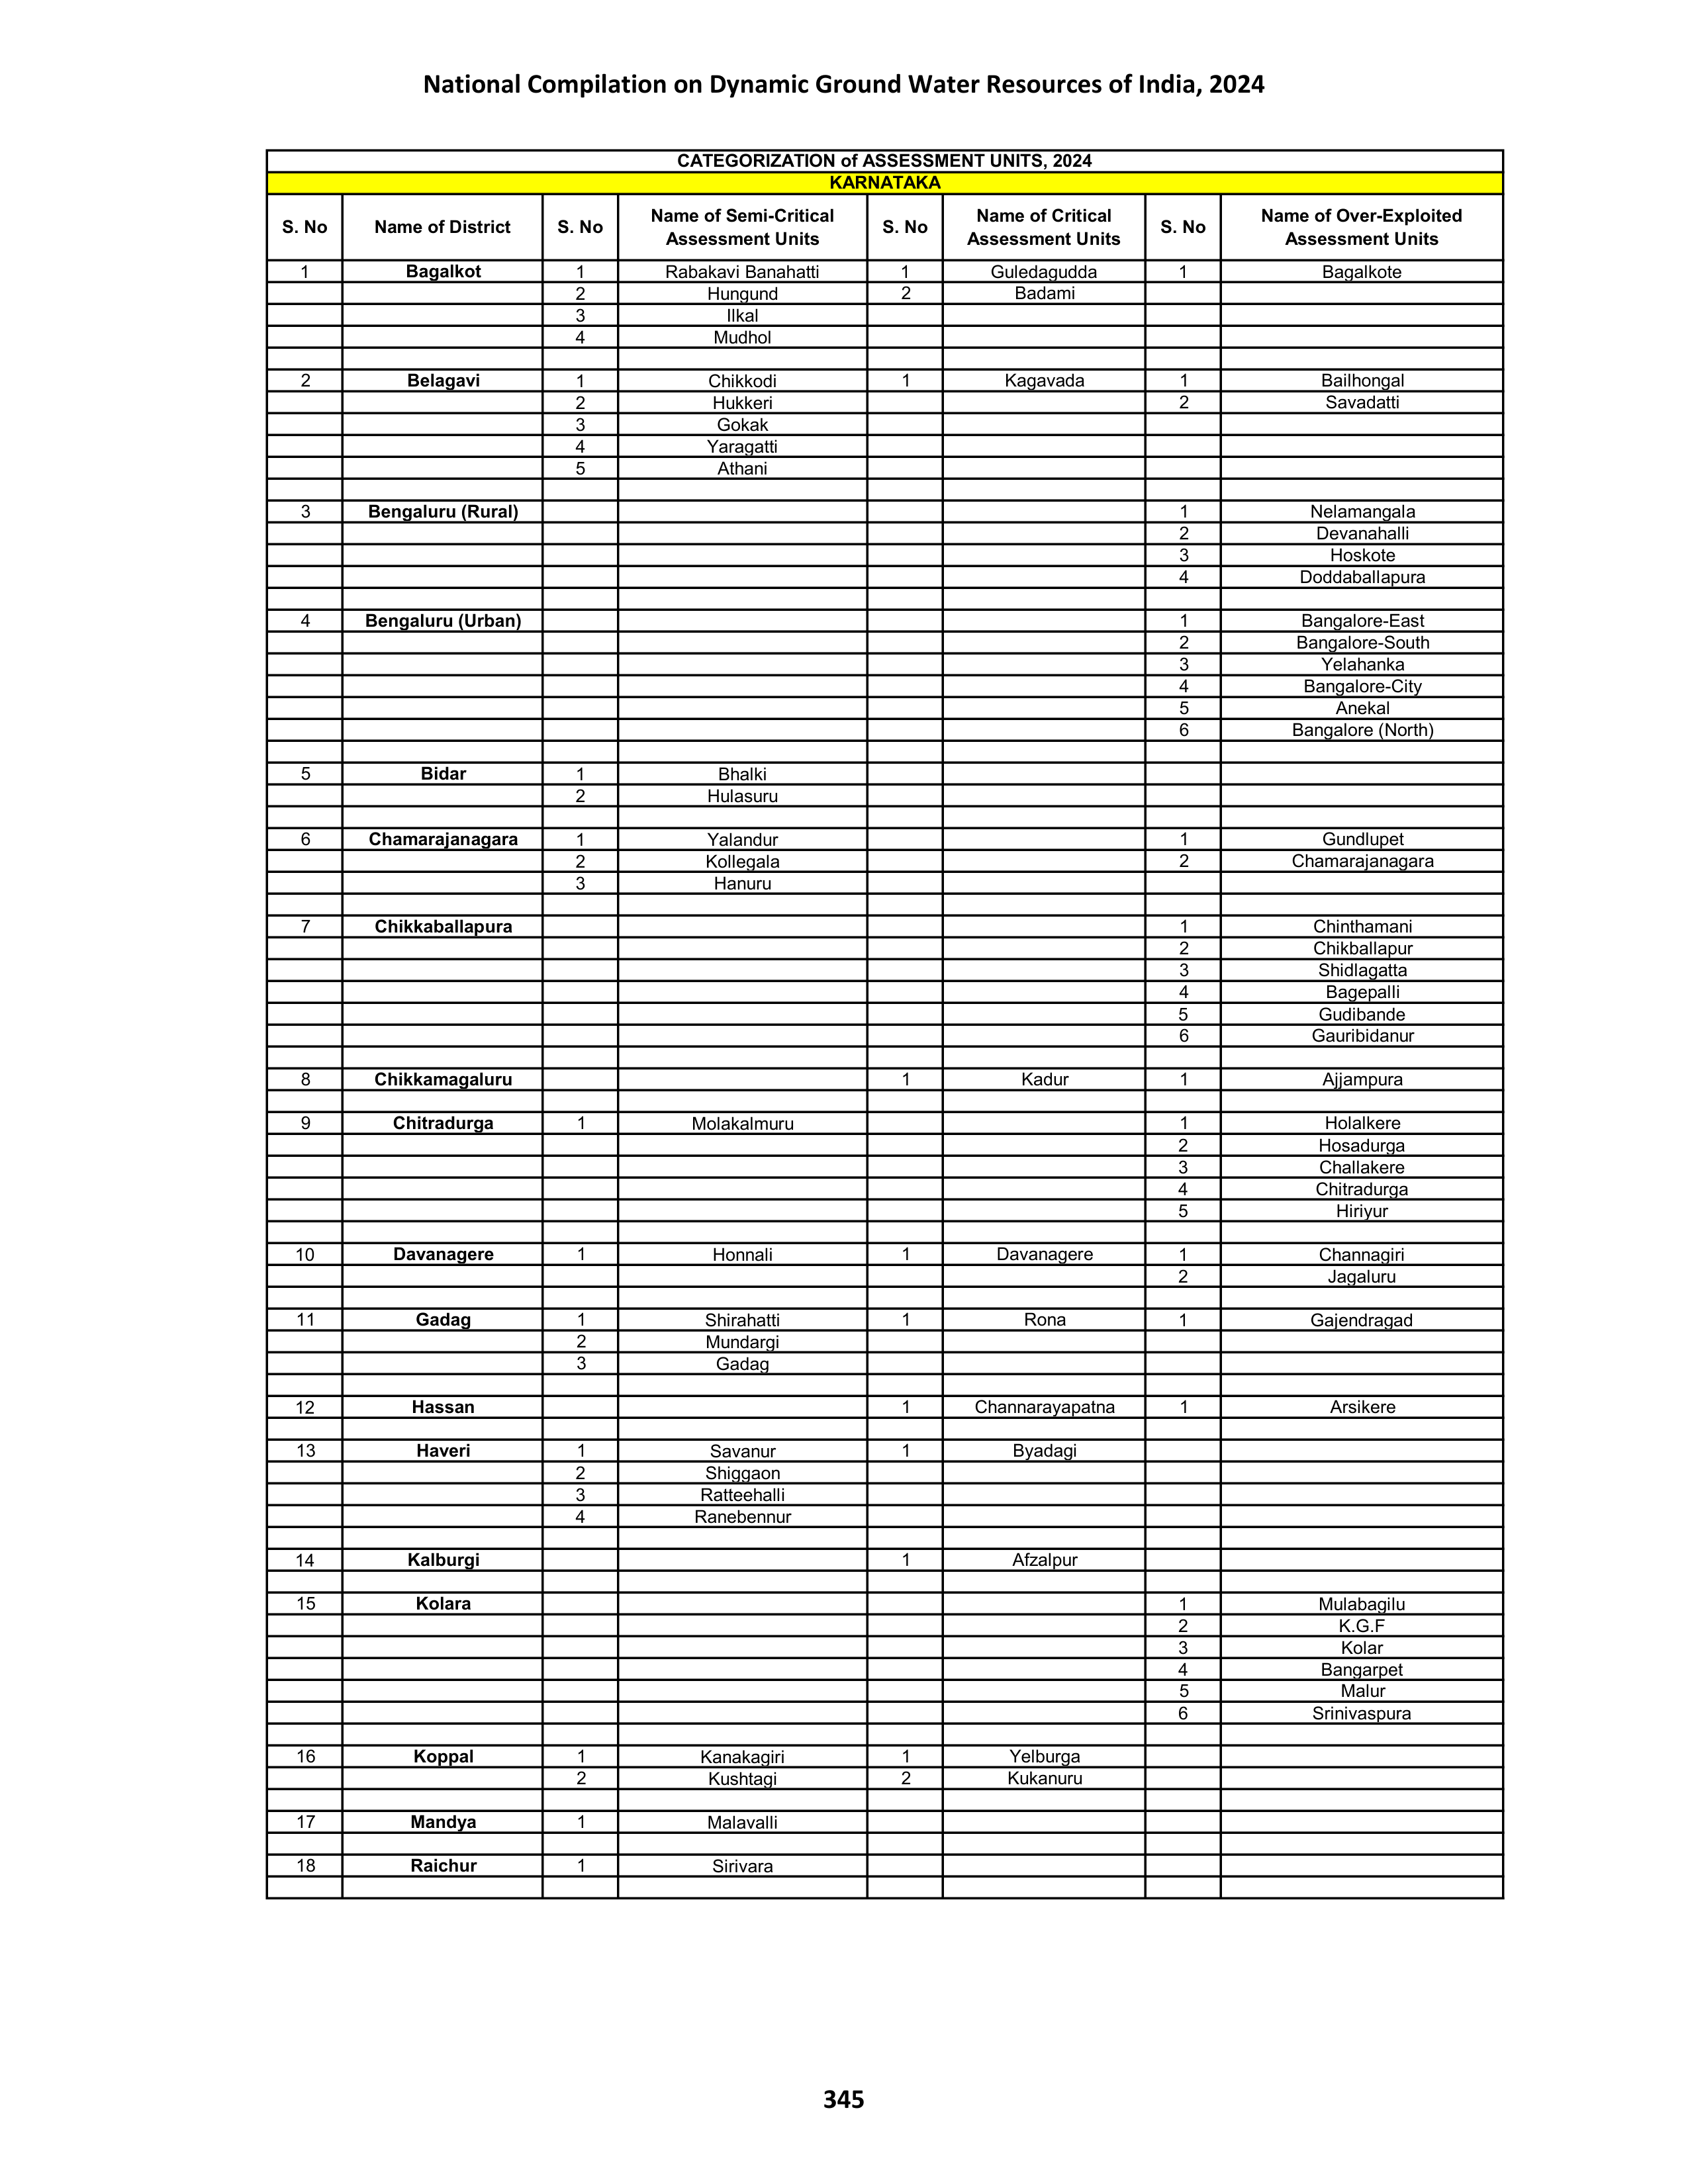 National Compilation on Dynamic Ground Water Resources of India, 2024
CATEGORIZATION of ASSESSMENT UNITS, 2024
KARNATAKA
S. No Name of District S. No Name of Semi-Critical Assessment Units S. No Name of Critical Assessment Units S. No Name of Over-Exploited Assessment Units
1 Bagalkot 1 Rabakavi Banahatti 1 Guledagudda 1 Bagalkote
2 Hungund 2 Badami
3 Ilkal
4 Mudhol
2 Belagavi 1 Chikkodi 1 Kagavada 1 Bailhongal
2 Hukkeri 2 Savadatti
3 Gokak
4 Yaragatti
5 Athani
3 Bengaluru (Rural) 1 Nelamangala
2 Devanahalli
3 Hoskote
4 Doddaballapura
4 Bengaluru (Urban) 1 Bangalore-East
2 Bangalore-South
3 Yelahanka
4 Bangalore-City
5 Anekal
6 Bangalore (North)
5 Bidar 1 Bhalki
2 Hulasuru
6 Chamarajanagara 1 Yalandur 1 Gundlupet
2 Kollegala 2 Chamarajanagara
3 Hanuru
7 Chikkaballapura 1 Chinthamani
2 Chikballapur
3 Shidlagatta
4 Bagepalli
5 Gudibande
6 Gauribidanur
8 Chikkamagaluru 1 Kadur 1 Ajjampura
9 Chitradurga 1 Molakalmuru 1 Holalkere
2 Hosadurga
3 Challakere
4 Chitradurga
5 Hiriyur
10 Davanagere 1 Honnali 1 Davanagere 1 Channagiri
2 Jagaluru
11 Gadag 1 Shirahatti 1 Rona 1 Gajendragad
2 Mundargi
3 Gadag
12 Hassan 1 Channarayapatna 1 Arsikere
13 Haveri 1 Savanur 1 Byadagi
2 Shiggaon
3 Ratteehalli
4 Ranebennur
14 Kalburgi 1 Afzalpur
15 Kolara 1 Mulabagilu
2 K.G.F
3 Kolar
4 Bangarpet
5 Malur
6 Srinivaspura
16 Koppal 1 Kanakagiri 1 Yelburga
2 Kushtagi 2 Kukanuru
17 Mandya 1 Malavalli
18 Raichur 1 Sirivara
345